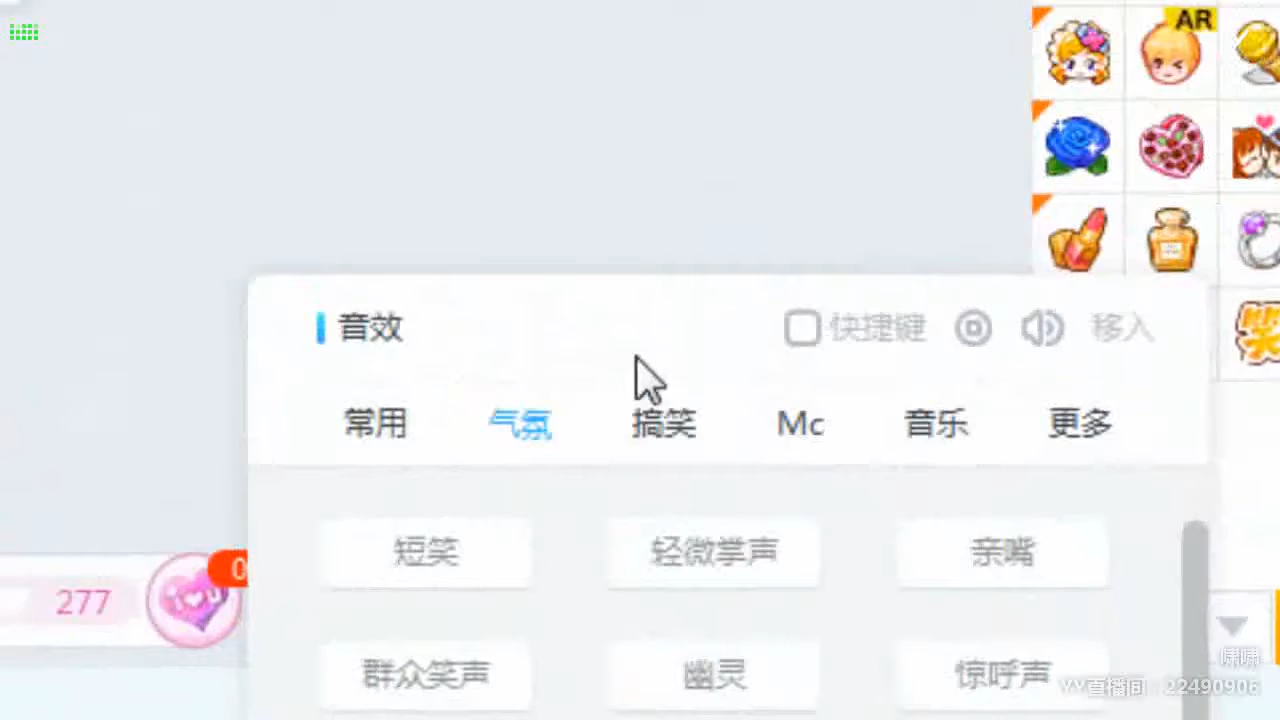 AR
笑
音效
快捷键
移入
常用
气氛
搞笑
Mc
音乐
更多
短笑
轻微掌声
亲嘴
277
0
群众笑声
幽灵
惊呼声
YY直播间：22490906